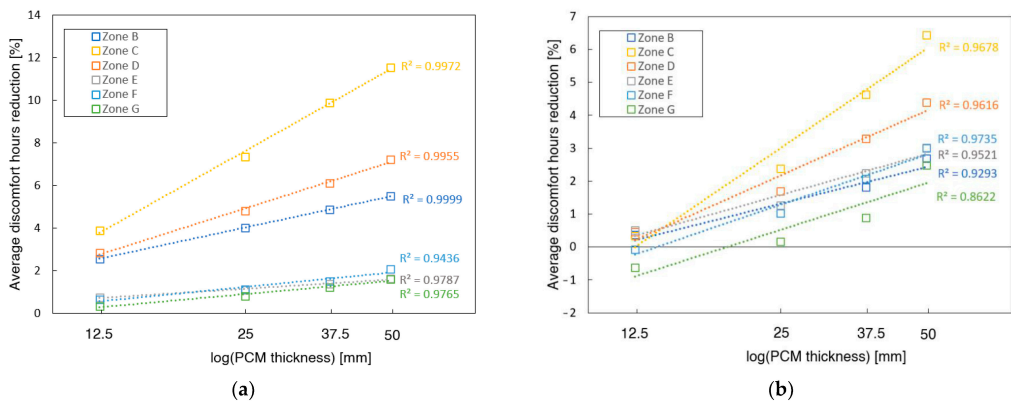 (a)
Average discomfort hours reduction [%]
14
12
10
8
6
4
2
0
Zone B
Zone C
Zone D
Zone E
Zone F
Zone G
R² = 0.9972
R² = 0.9955
R² = 0.9999
R² = 0.9436
R² = 0.9787
R² = 0.9765
12.5
25
37.5
50
log(PCM thickness) [mm]
(a)
(b)
Average discomfort hours reduction [%]
7
6
5
4
3
2
1
0
−1
−2
Zone B
Zone C
Zone D
Zone E
Zone F
Zone G
R² = 0.9678
R² = 0.9616
R² = 0.9735
R² = 0.9521
R² = 0.9293
R² = 0.8622
12.5
25
37.5
50
log(PCM thickness) [mm]
(b)